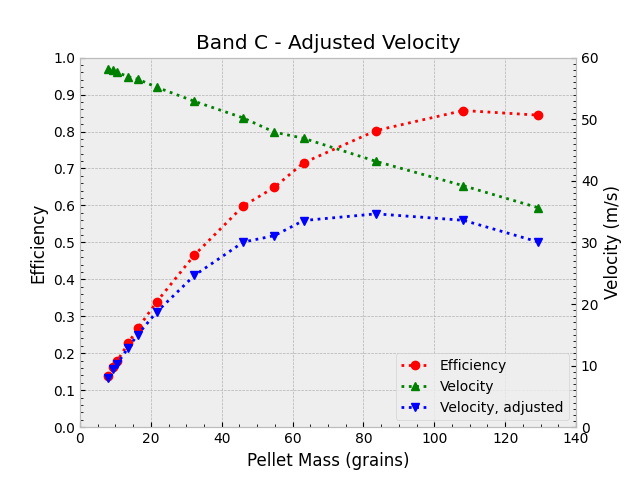 Band C - Adjusted Velocity
1.0
0.9
0.8
0.7
0.6
0.5
0.4
0.3
0.2
0.1
0.0
Efficiency
60
50
40
30
20
10
0
Velocity (m/s)
Efficiency
Velocity
Velocity, adjusted
0 20 40 60 80 100 120 140
Pellet Mass (grains)